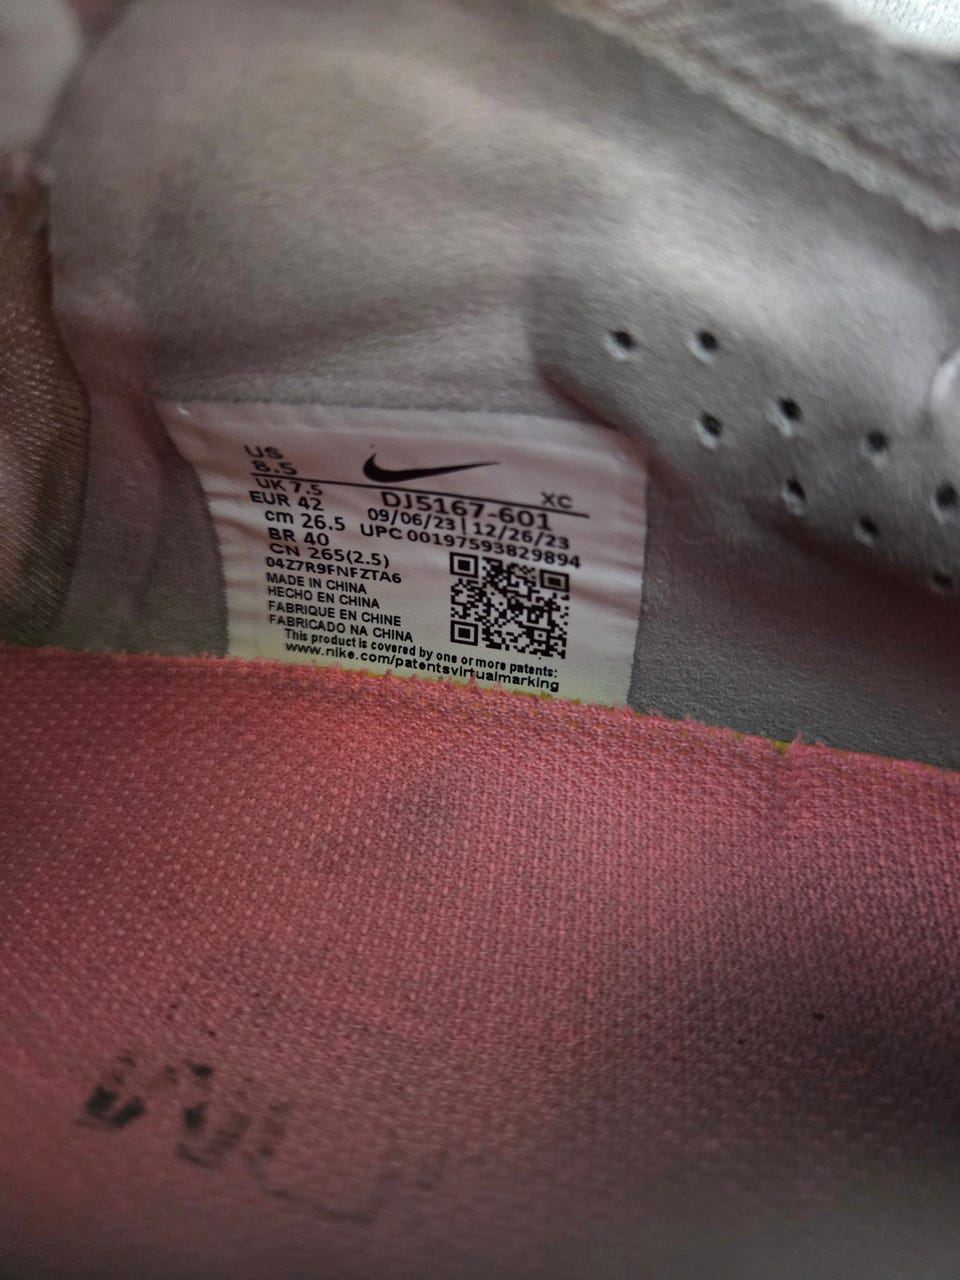 US
8.5
UK 7.5
EUR 42
cm 26.5
BR 40
CN 265(2.5)
XC
DJ5167-601
09/06/23 | 12/26/23
UPC 00197593829894
04Z7R9FNFZTA6
MADE IN CHINA
HECHO EN CHINA
FABRIQUE EN CHINE
FABRICADO NA CHINA
This product is covered by one or more patents:
www.nike.com/patentsvirtualmarking